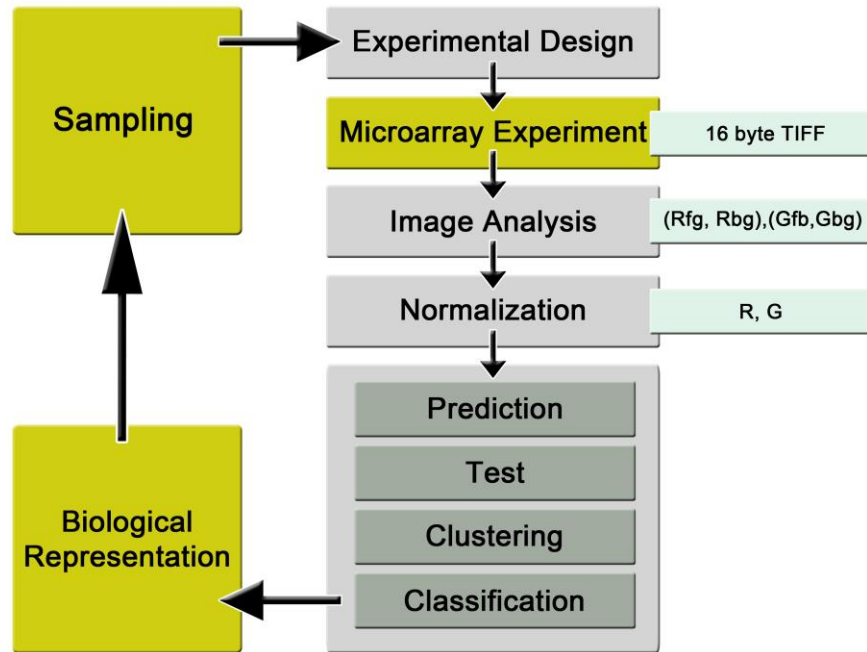 Sampling
Experimental Design
Microarray Experiment
16 byte TIFF
Image Analysis
(Rfg, Rbg),(Gfb,Gbg)
Normalization
R, G
Prediction
Test
Clustering
Classification
Biological
Representation